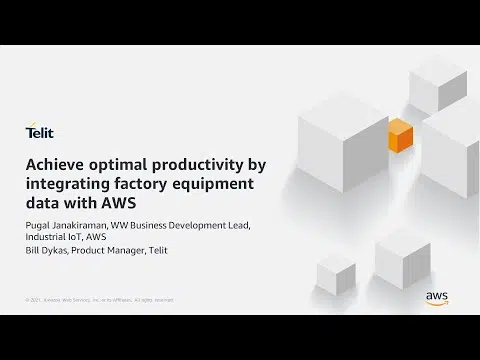 Telit
Achieve optimal productivity by
integrating factory equipment
data with AWS
Pugal Janakiraman, WW Business Development Lead,
Industrial IoT, AWS
Bill Dykas, Product Manager, Telit
© 2021, Amazon Web Services, Inc. or its Affiliates. All rights reserved.
aws